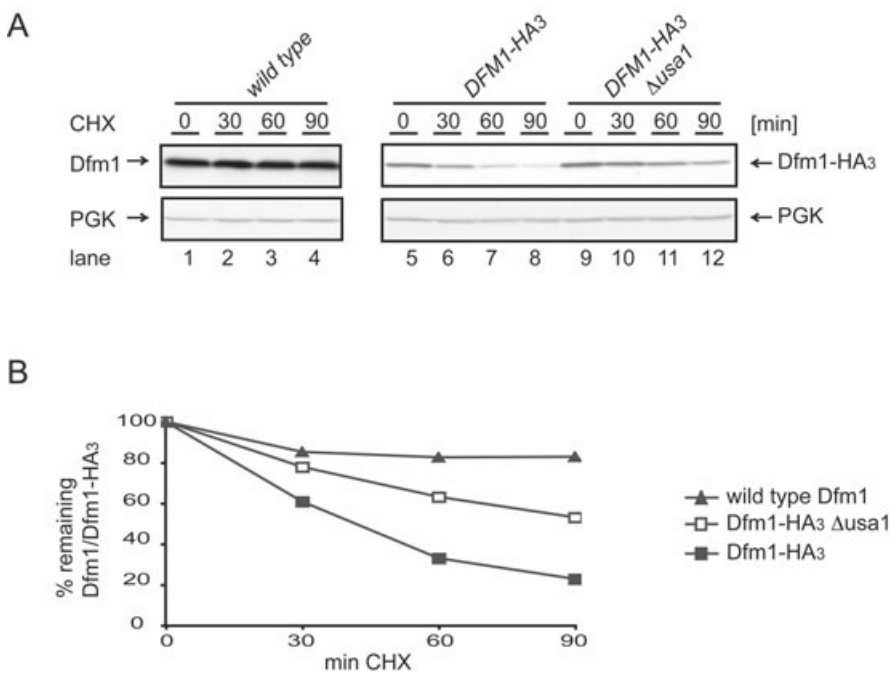 A
wild type
DFM1-HA3
DFM1-HA3
Δusa1
CHX 0 30 60 90 0 30 60 90 0 30 60 90 [min]
Dfm1→ ←Dfm1-HA3
PGK→ ←PGK
lane 1 2 3 4 5 6 7 8 9 10 11 12
B
% remaining
Dfm1/Dfm1-HA3
100
80
60
40
20
0
0 30 60 90
min CHX
wild type Dfm1
Dfm1-HA3 Δusa1
Dfm1-HA3